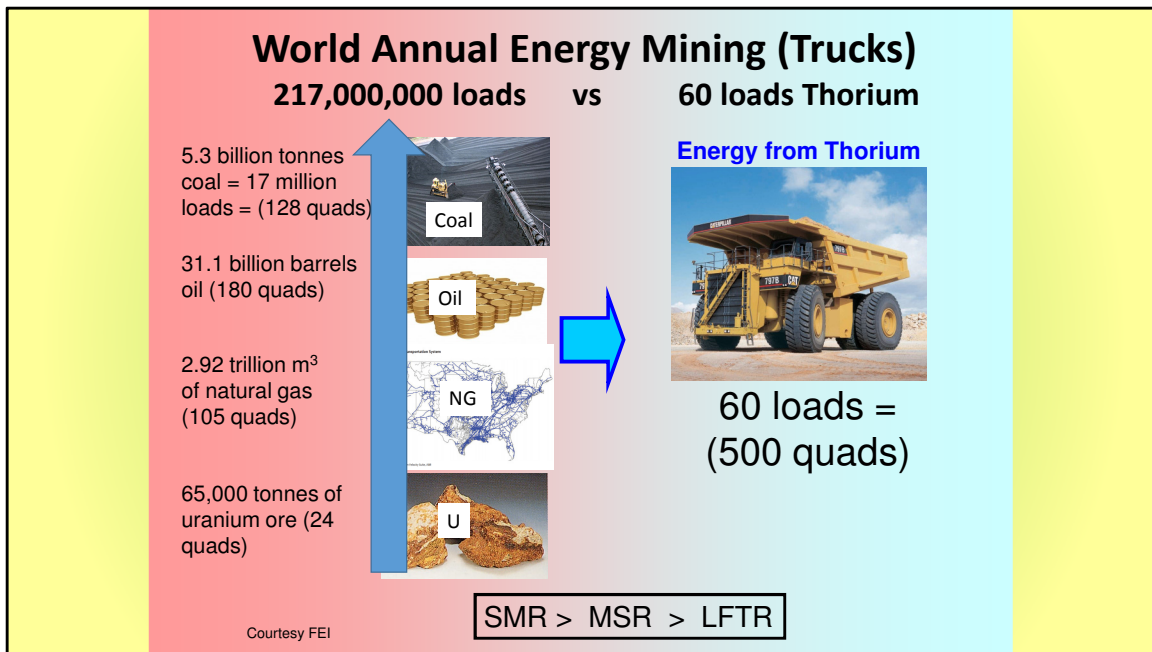 World Annual Energy Mining (Trucks)
217,000,000 loads vs 60 loads Thorium
5.3 billion tonnes
coal = 17 million
loads = (128 quads)
Coal
31.1 billion barrels
oil (180 quads)
Oil
2.92 trillion m³
of natural gas
(105 quads)
NG
65,000 tonnes of
uranium ore (24
quads)
U
Energy from Thorium
CATERPILLAR
797B
CAT
60 loads =
(500 quads)
SMR > MSR > LFTR
Courtesy FEI